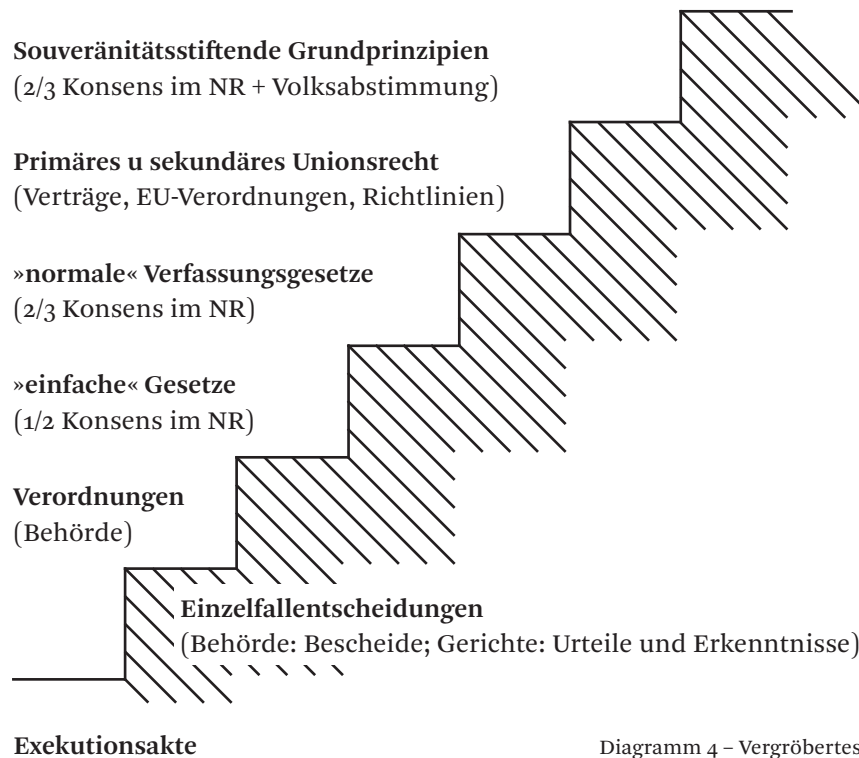 Souveränitätsstiftende Grundprinzipien
(2/3 Konsens im NR + Volksabstimmung)
Primäres u sekundäres Unionsrecht
(Verträge, EU-Verordnungen, Richtlinien)
»normale« Verfassungsgesetze
(2/3 Konsens im NR)
»einfache« Gesetze
(1/2 Konsens im NR)
Verordnungen
(Behörde)
Einzelfallentscheidungen
(Behörde: Bescheide; Gerichte: Urteile und Erkenntnisse)
Exekutionsakte
Diagramm 4 – Vergröbertes